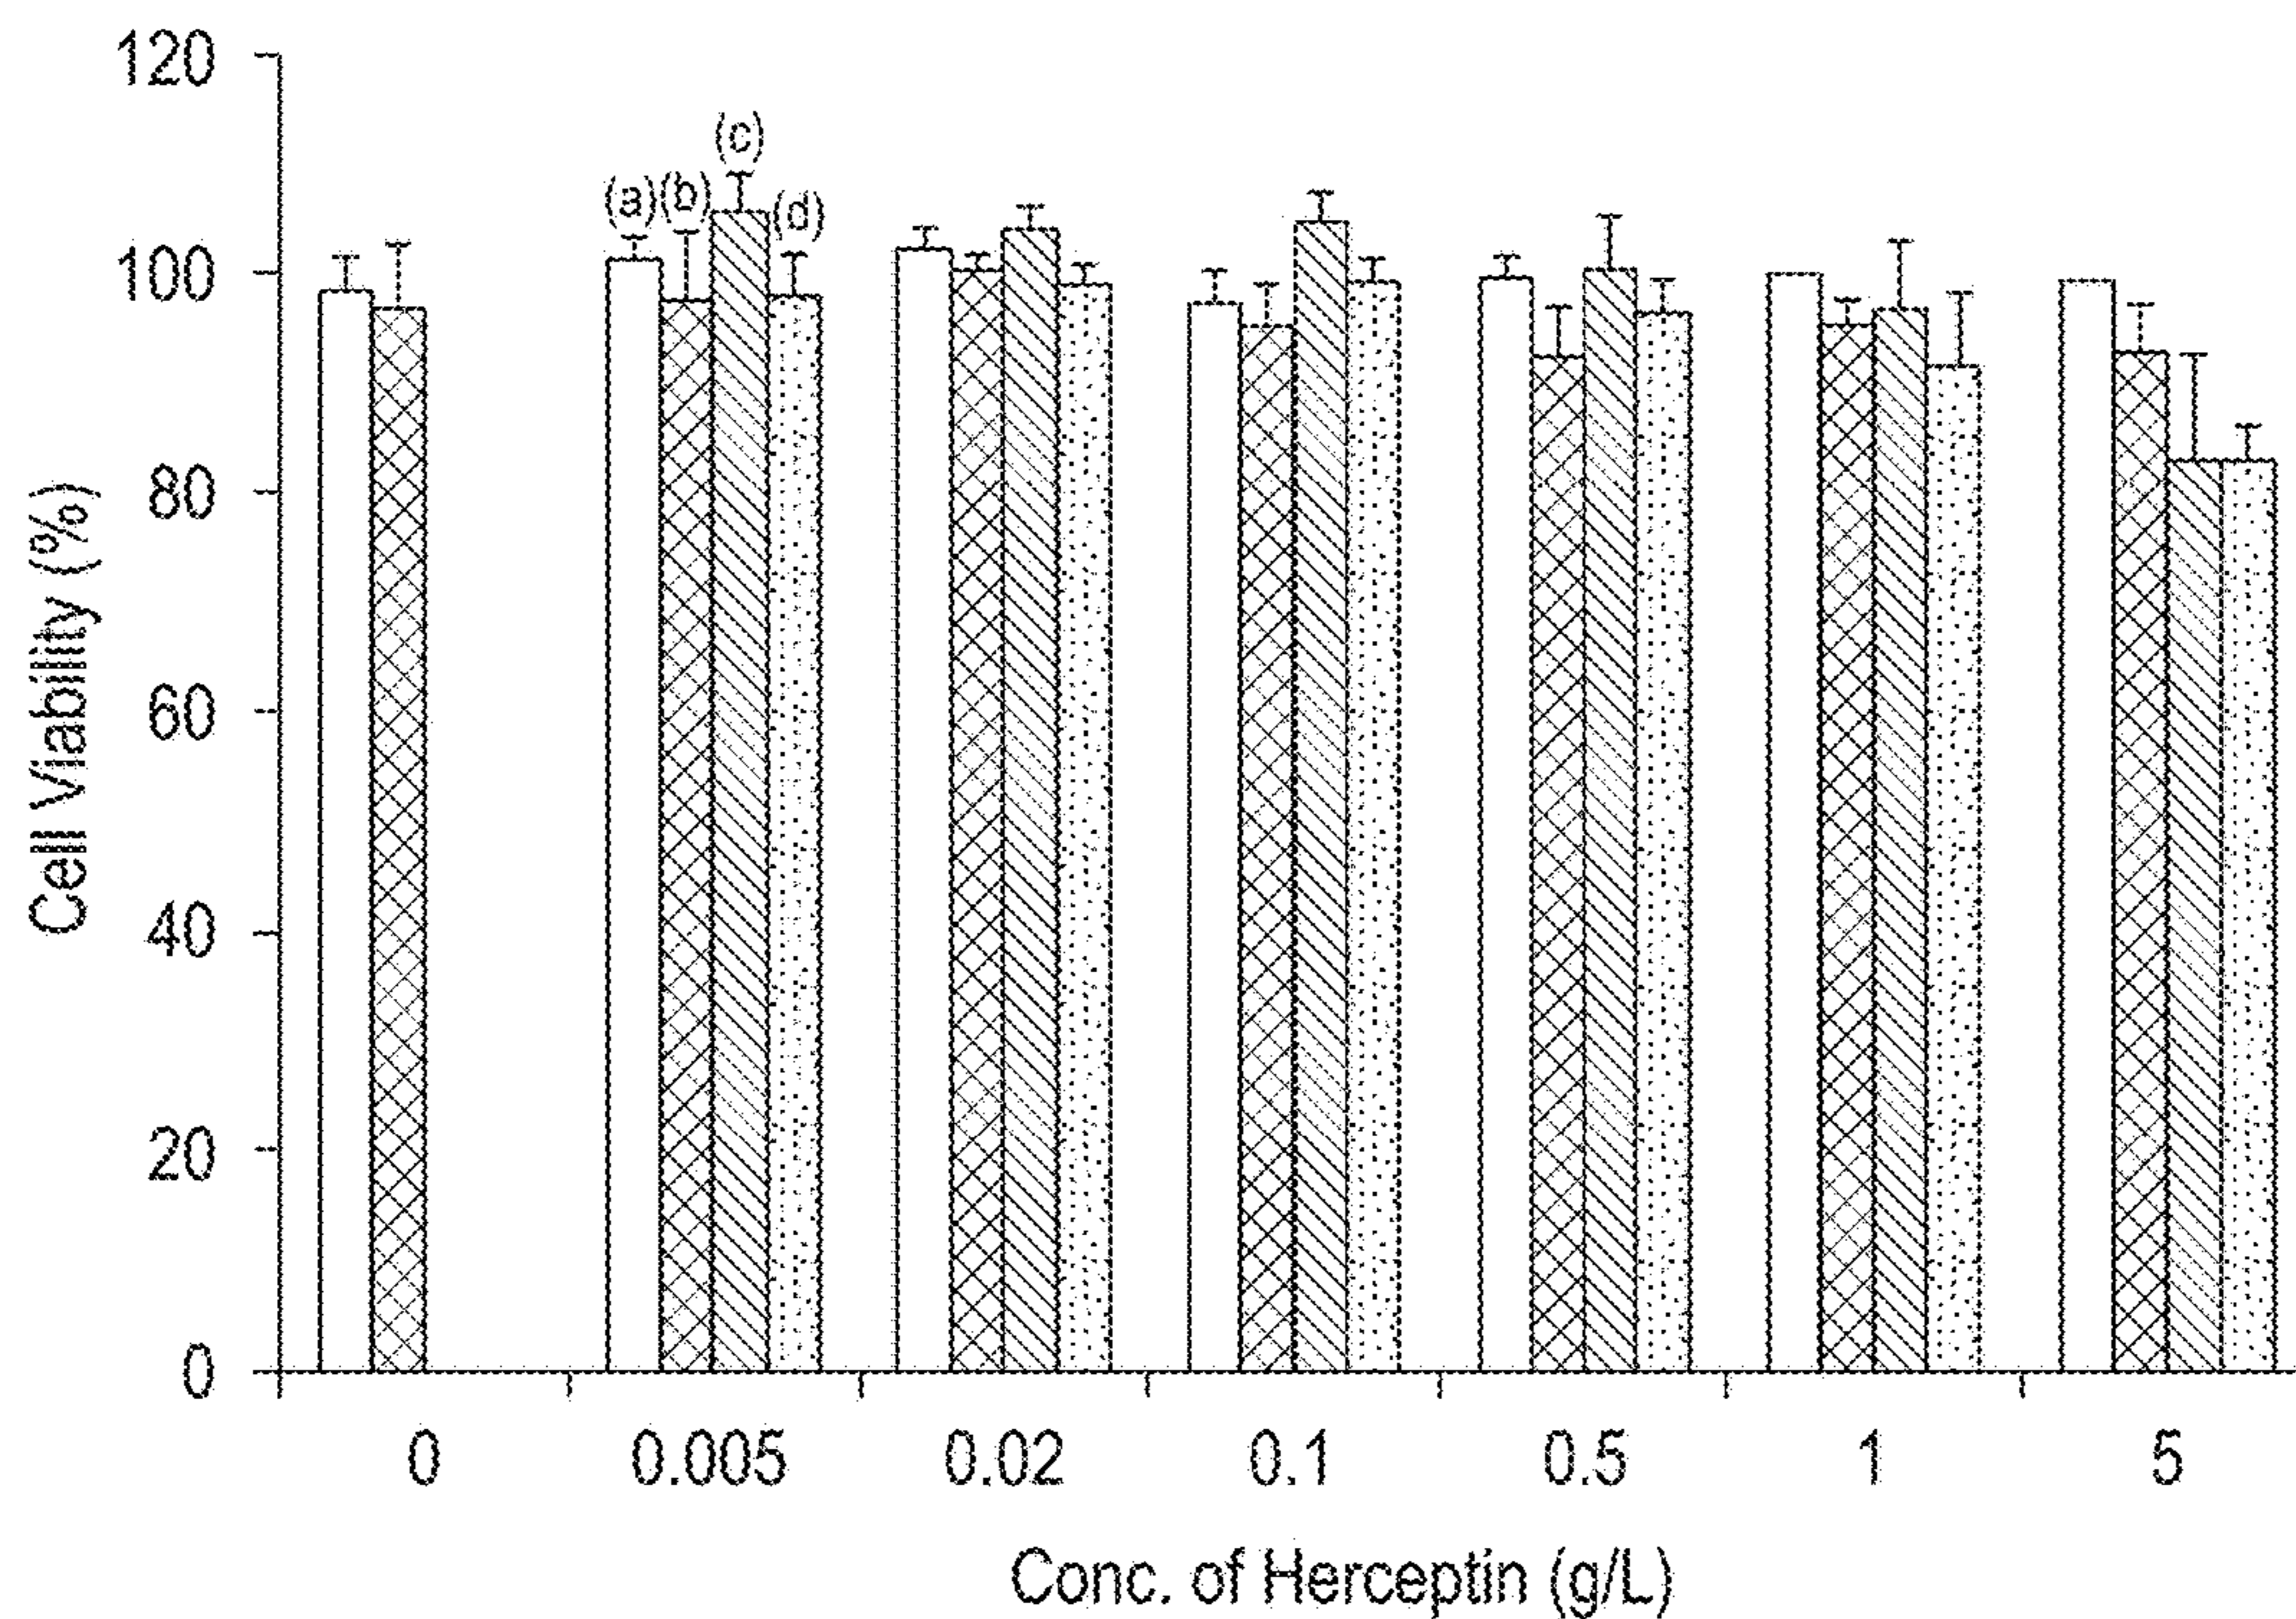 120
100
80
60
40
20
0
Cell Viability (%)
(a)
(b)
(c)
(d)
0
0.005
0.02
0.1
0.5
1
5
Conc. of Herceptin (g/L)